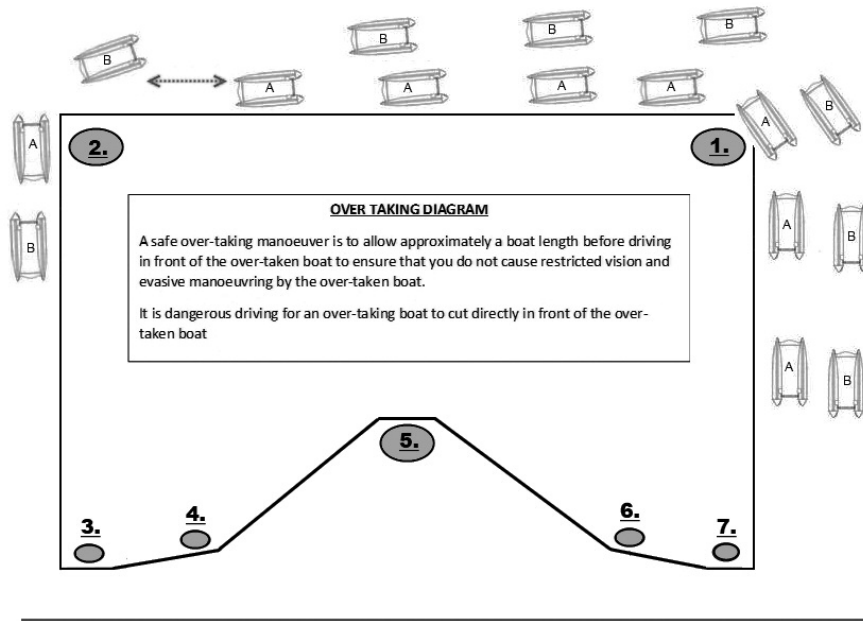 B B B B
A A A A
A B
2. 1.
A
OVER TAKING DIAGRAM
A safe over-taking manoeuver is to allow approximately a boat length before driving
in front of the over-taken boat to ensure that you do not cause restricted vision and
evasive manoeuvring by the over-taken boat.
It is dangerous driving for an over-taking boat to cut directly in front of the over-
taken boat
B
A B
A B
5.
3. 4. 6. 7.